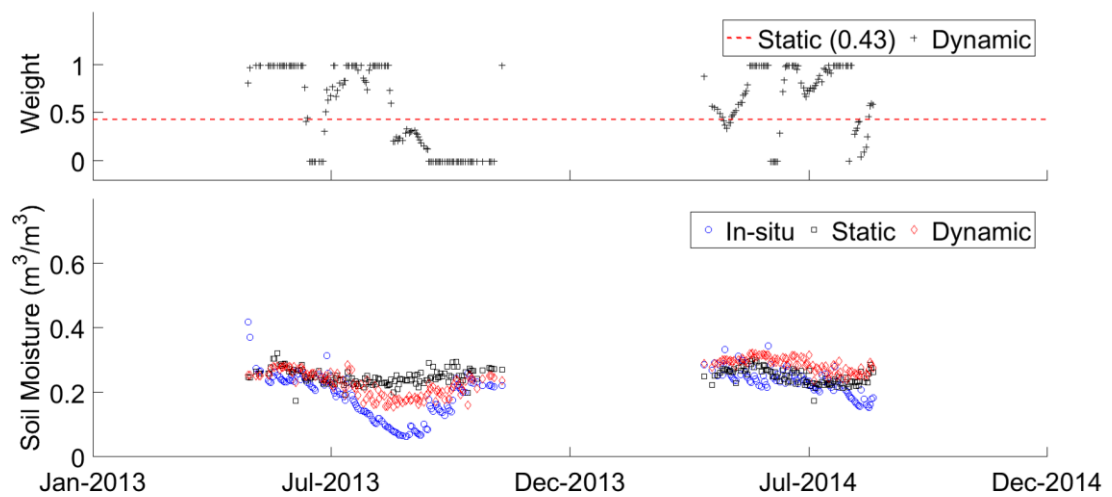 Static (0.43) Dynamic
Weight
1
0.5
0
In-situ Static Dynamic
Soil Moisture (m³/m³)
0.6
0.4
0.2
0
Jan-2013 Jul-2013 Dec-2013 Jul-2014 Dec-2014